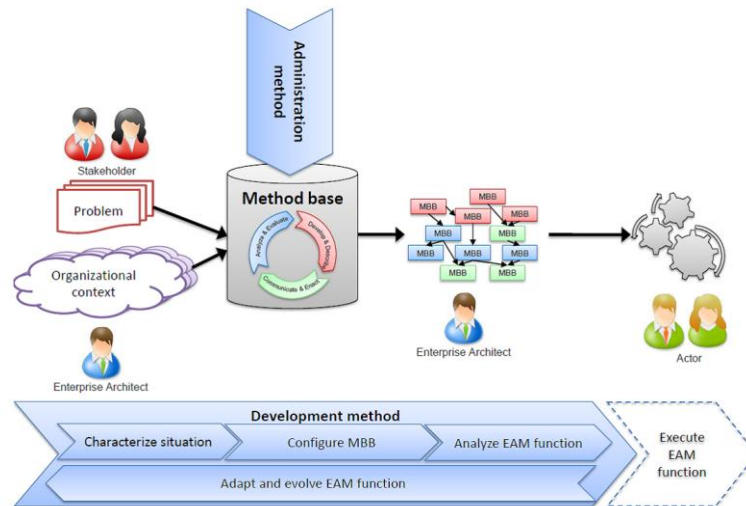 Administration
method
Stakeholder
Problem
Organizational
context
Enterprise Architect
Method base
Analyze & Evaluate
Develop & Describe
Communicate & Enact
MBB
MBB
MBB
MBB
MBB
MBB
MBB
MBB
MBB
MBB
MBB
MBB
Enterprise Architect
Actor
Development method
Characterize situation
Configure MBB
Analyze EAM function
Adapt and evolve EAM function
Execute
EAM
function